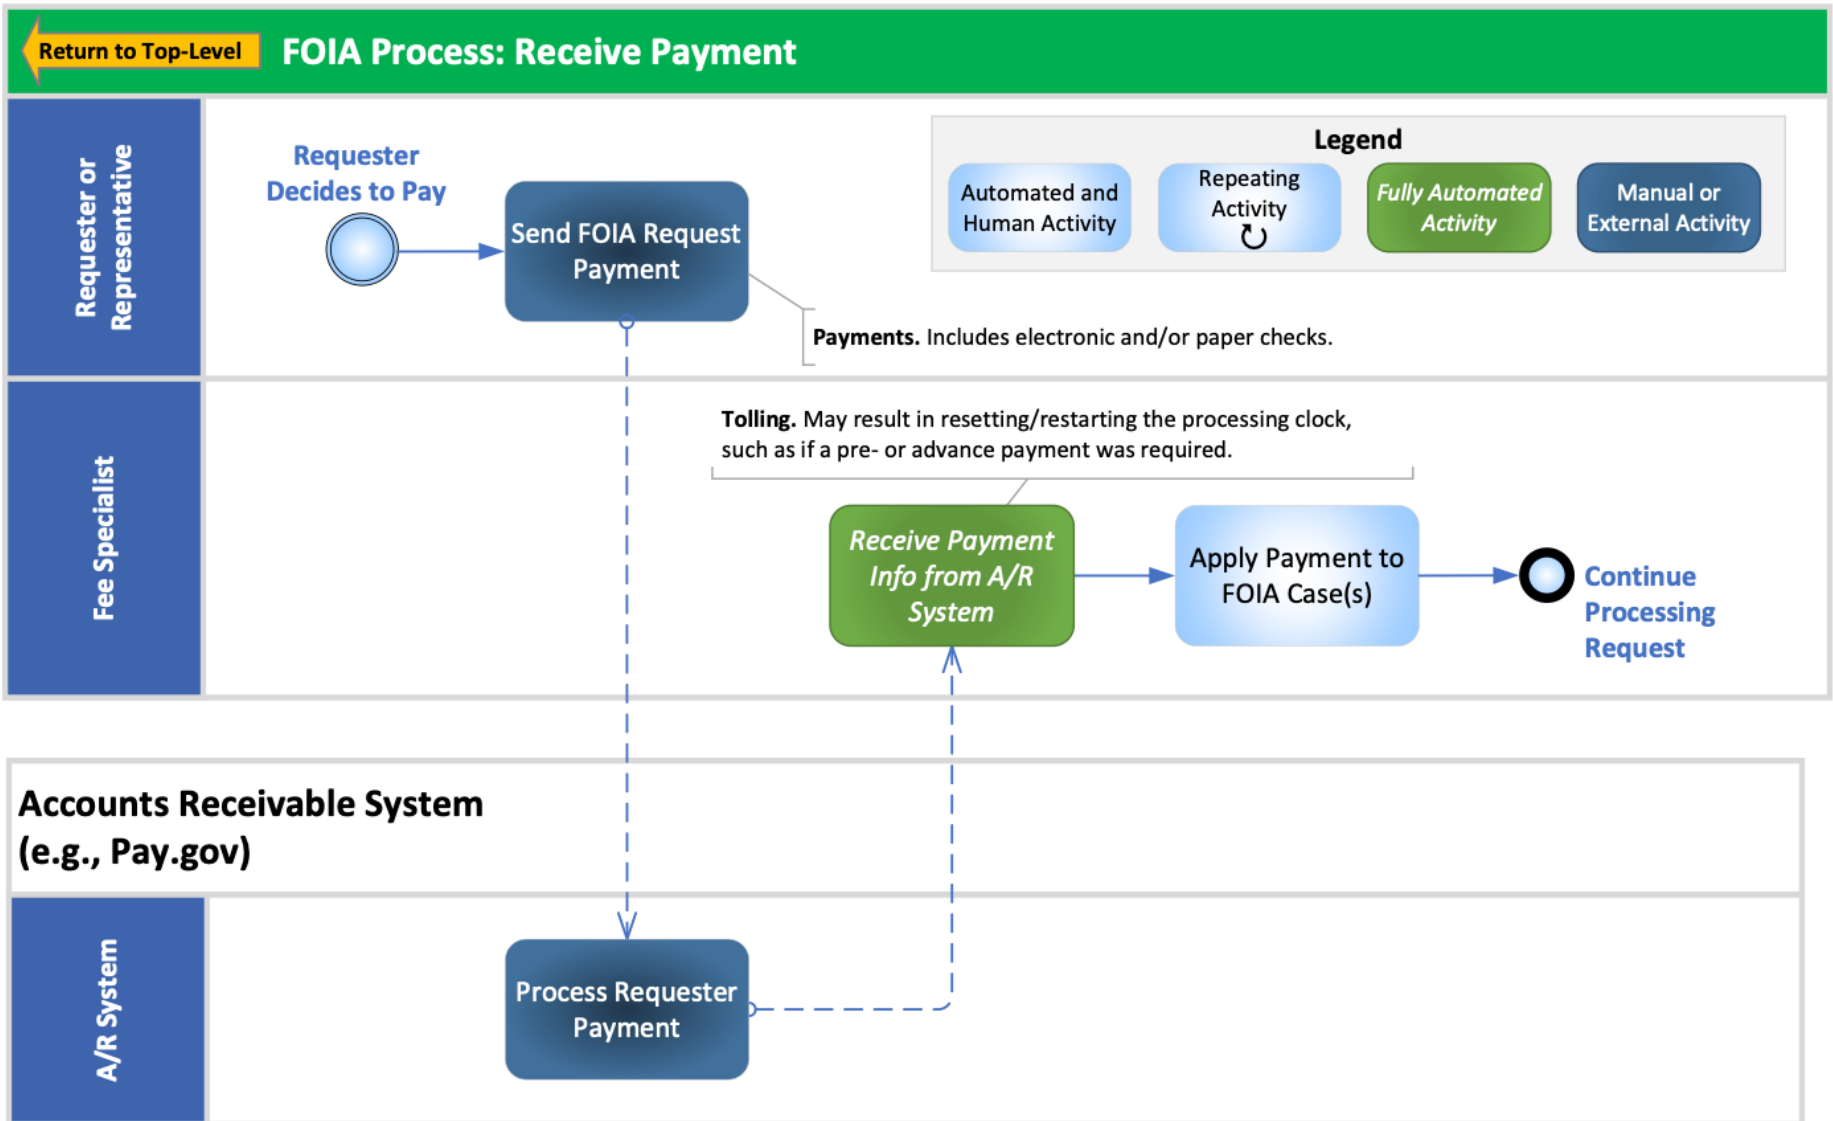 Return to Top-Level
FOIA Process: Receive Payment
Requester or
Representative
Requester
Decides to Pay
Send FOIA Request
Payment
Legend
Automated and
Human Activity
Repeating
Activity
Fully Automated
Activity
Manual or
External Activity
Payments. Includes electronic and/or paper checks.
Fee Specialist
Tolling. May result in resetting/restarting the processing clock,
such as if a pre- or advance payment was required.
Receive Payment
Info from A/R
System
Apply Payment to
FOIA Case(s)
Continue
Processing
Request
Accounts Receivable System
(e.g., Pay.gov)
A/R System
Process Requester
Payment